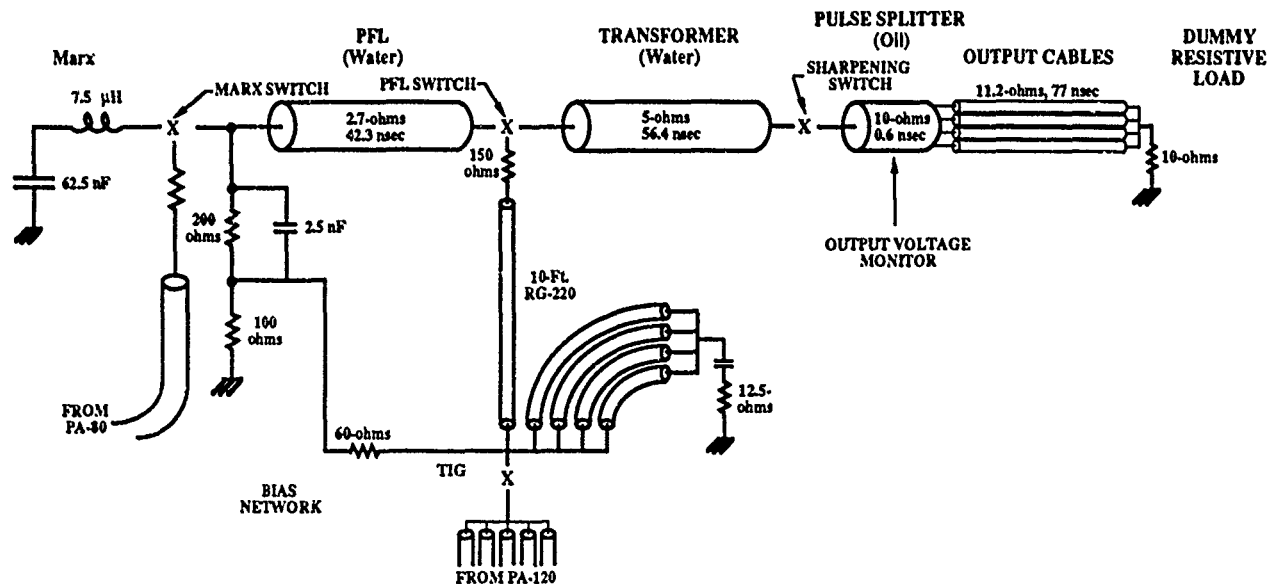 Marx
7.5 μH
62.5 nF
MARX SWITCH
PFL
(Water)
2.7-ohms
42.3 nsec
PFL SWITCH
TRANSFORMER
(Water)
5-ohms
56.4 nsec
PULSE SPLITTER
(Oil)
SHARPENING
SWITCH
10-ohms
0.6 nsec
OUTPUT CABLES
11.2-ohms, 77 nsec
DUMMY
RESISTIVE
LOAD
10-ohms
OUTPUT VOLTAGE
MONITOR
150
ohms
200
ohms
2.5 nF
100
ohms
10-Ft.
RG-220
12.5-
ohms
FROM
PA-80
60-ohms
TIG
BIAS
NETWORK
FROM PA-120
X
X
X
X